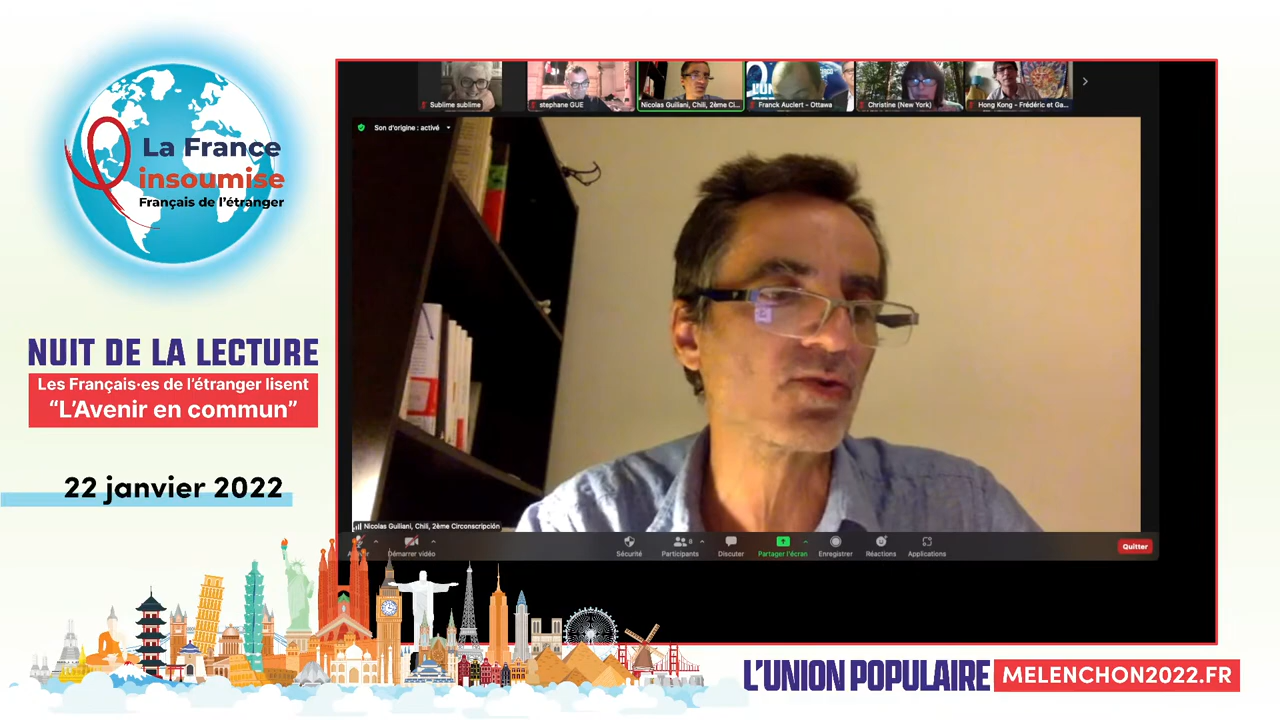 La France
insoumise
Français de l'étranger
NUIT DE LA LECTURE
Les Français·es de l'étranger lisent
“L'Avenir en commun”
22 janvier 2022
Sublime sublime
stephane GUE
Nicolas Guiliani, Chili, 2ème Ci...
Franck Auclert - Ottawa
Christine (New York)
Hong Kong - Frédéric et Ga...
Son d'origine : activé
Nicolas Guiliani, Chili, 2ème Circonscripción
Démarrer vidéo
Sécurité
Participants
8
Discuter
Partager l'écran
Enregistrer
Réactions
Applications
Quitter
L'UNION POPULAIRE
MELENCHON2022.FR